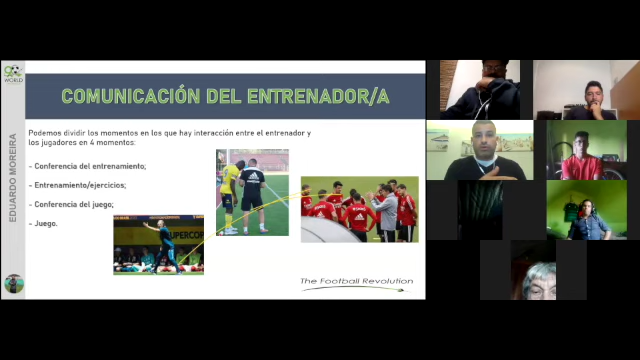 WORLD
COMUNICACIÓN DEL ENTRENADOR/A
EDUARDO MOREIRA
Podemos dividir los momentos en los que hay interacción entre el entrenador y
los jugadores en 4 momentos:
- Conferencia del entrenamiento;
- Entrenamiento/ejercicios;
- Conferencia del juego;
- Juego.
SUPERCOP
The Football Revolution